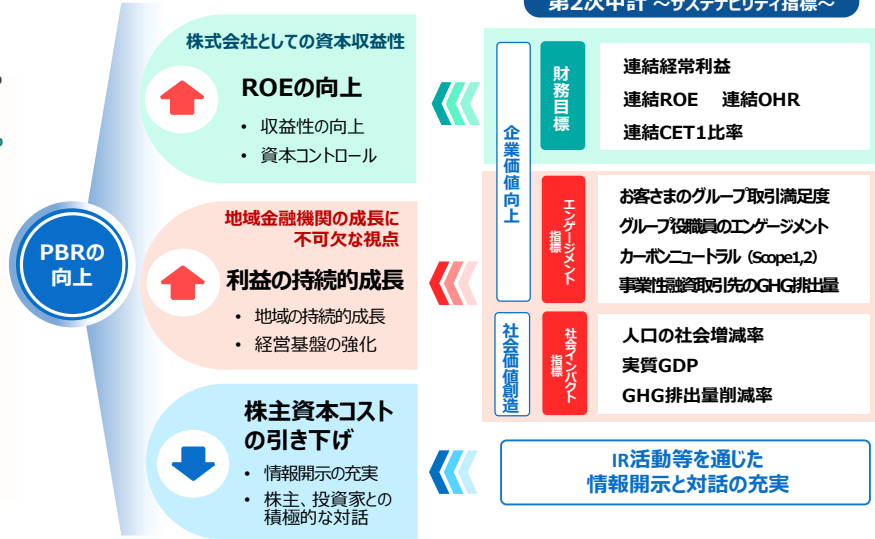 第2次中計 ～サステナビリティ指標～
PBRの
向上
株式会社としての資本収益性
ROEの向上
• 収益性の向上
• 資本コントロール
地域金融機関の成長に
不可欠な視点
利益の持続的成長
• 地域の持続的成長
• 経営基盤の強化
株主資本コスト
の引き下げ
• 情報開示の充実
• 株主、投資家との
積極的な対話
企業価値向上
財務目標
連結経常利益
連結ROE 連結OHR
連結CET1比率
エンゲージメント
指標
お客さまのグループ取引満足度
グループ役職員のエンゲージメント
カーボンニュートラル（Scope1,2）
事業性融資取引先のGHG排出量
社会価値創造
社会インパクト
指標
人口の社会増減率
実質GDP
GHG排出量削減率
IR活動等を通じた
情報開示と対話の充実